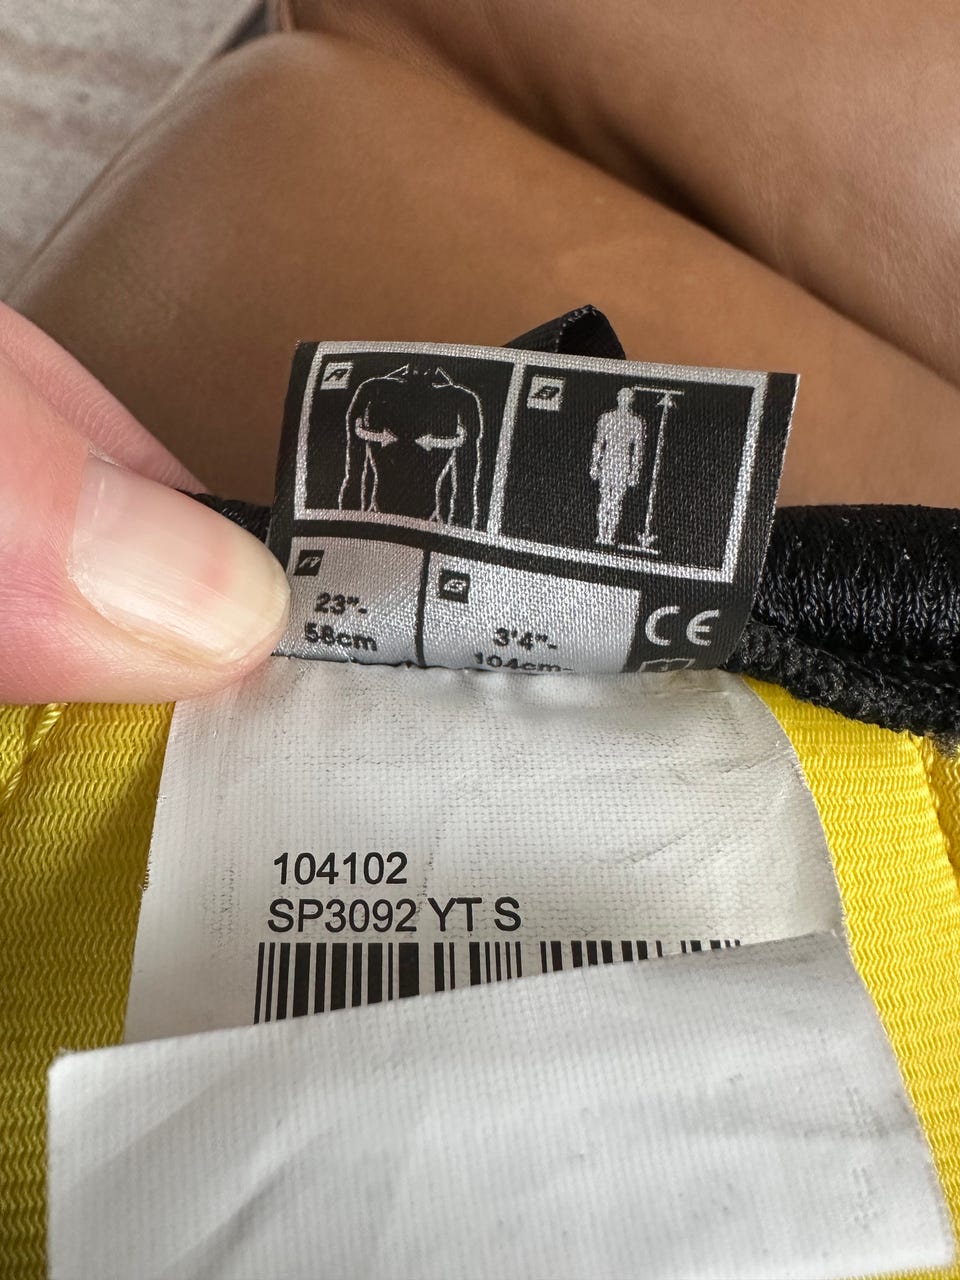 23"-
58cm
3'4"-
104cm-
CE
104102
SP3092 YT S